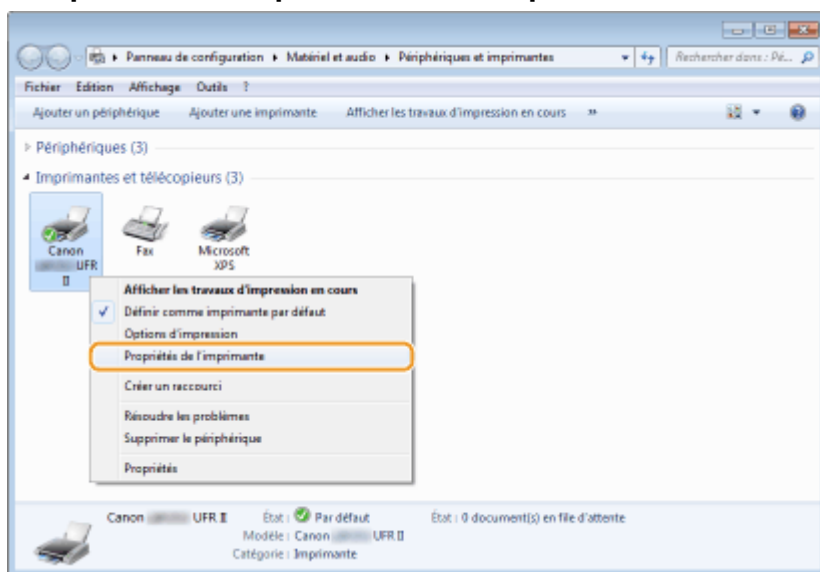 Panneau de configuration ▸ Matériel et audio ▸ Périphériques et imprimantes
Rechercher dans : Pé...
Fichier Edition Affichage Outils ?
Ajouter un périphérique Ajouter une imprimante Afficher les travaux d'impression en cours »
Périphériques (3)
Imprimantes et télécopieurs (3)
Canon UFR II
Fax
Microsoft XPS
Afficher les travaux d'impression en cours
Définir comme imprimante par défaut
Options d'impression
Propriétés de l'imprimante
Créer un raccourci
Résoudre les problèmes
Supprimer le périphérique
Propriétés
Canon UFR II État : Par défaut État : 0 document(s) en file d'attente
Modèle : Canon UFR II
Catégorie : Imprimante